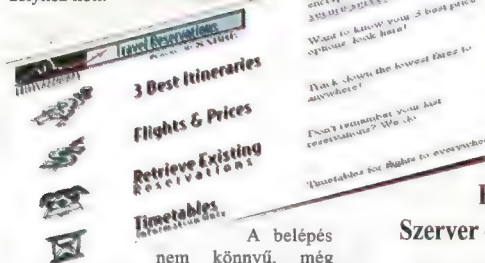 Travel Reservations
3 Best Itineraries
Want to know your 3 best price
options look here!
Flights & Prices
Track down the lowest fares to
anywhere!
Retrieve Existing
Reservations
Don't remember your last
reservations? We do
Timetables
Information Only
Timetables for flights to everywhere
A belépés
nem könnyű, még
Szerver